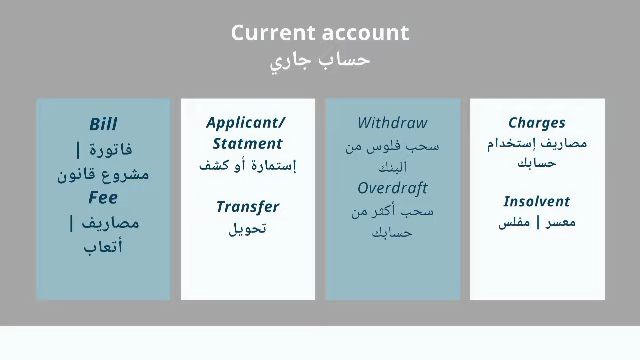 Current account
حساب جاري
Bill
فاتورة |
مشروع قانون
Fee
مصاريف |
أتعاب
Applicant/
Statment
إستمارة أو كشف
Transfer
تحويل
Withdraw
سحب فلوس من
البنك
Overdraft
سحب أكثر من
حسابك
Charges
مصاريف إستخدام
حسابك
Insolvent
معسر | مفلس